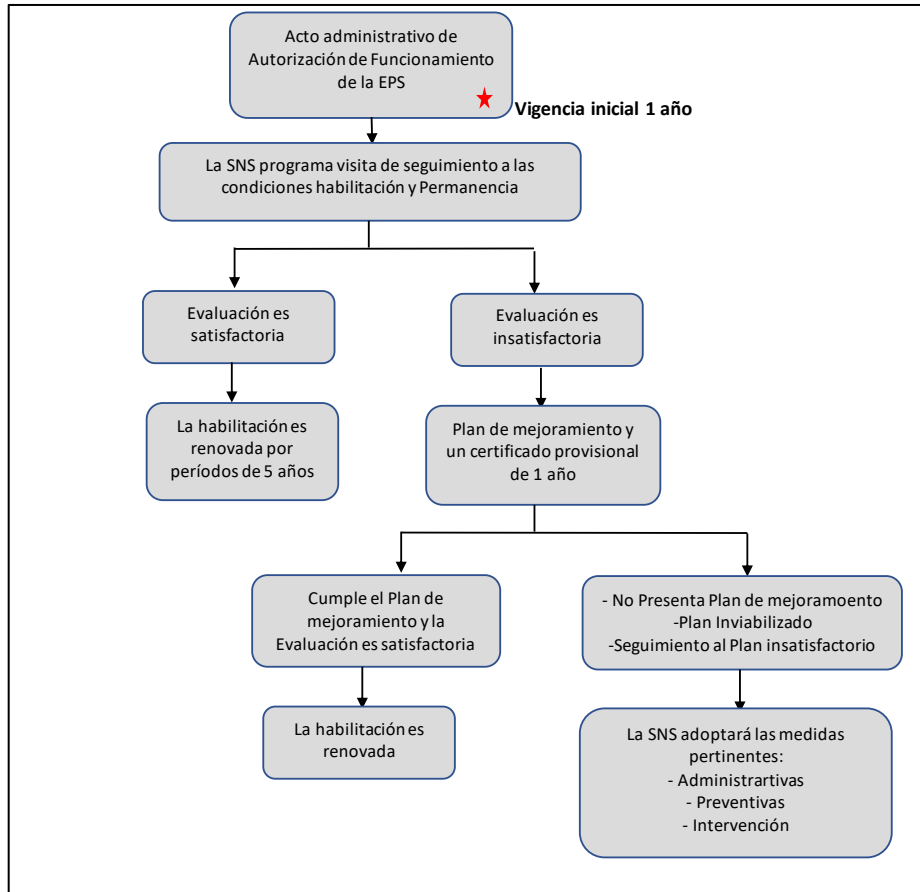 Acto administrativo de
Autorización de Funcionamiento
de la EPS
Vigencia inicial 1 año
La SNS programa visita de seguimiento a las
condiciones habilitación y Permanencia
Evaluación es
satisfactoria
Evaluación es
insatisfactoria
La habilitación es
renovada por
períodos de 5 años
Plan de mejoramiento y
un certificado provisional
de 1 año
Cumple el Plan de
mejoramiento y la
Evaluación es satisfactoria
- No Presenta Plan de mejoramoento
-Plan Inviabilizado
-Seguimiento al Plan insatisfactorio
La habilitación es
renovada
La SNS adoptará las medidas
pertinentes:
- Administrartivas
- Preventivas
- Intervención